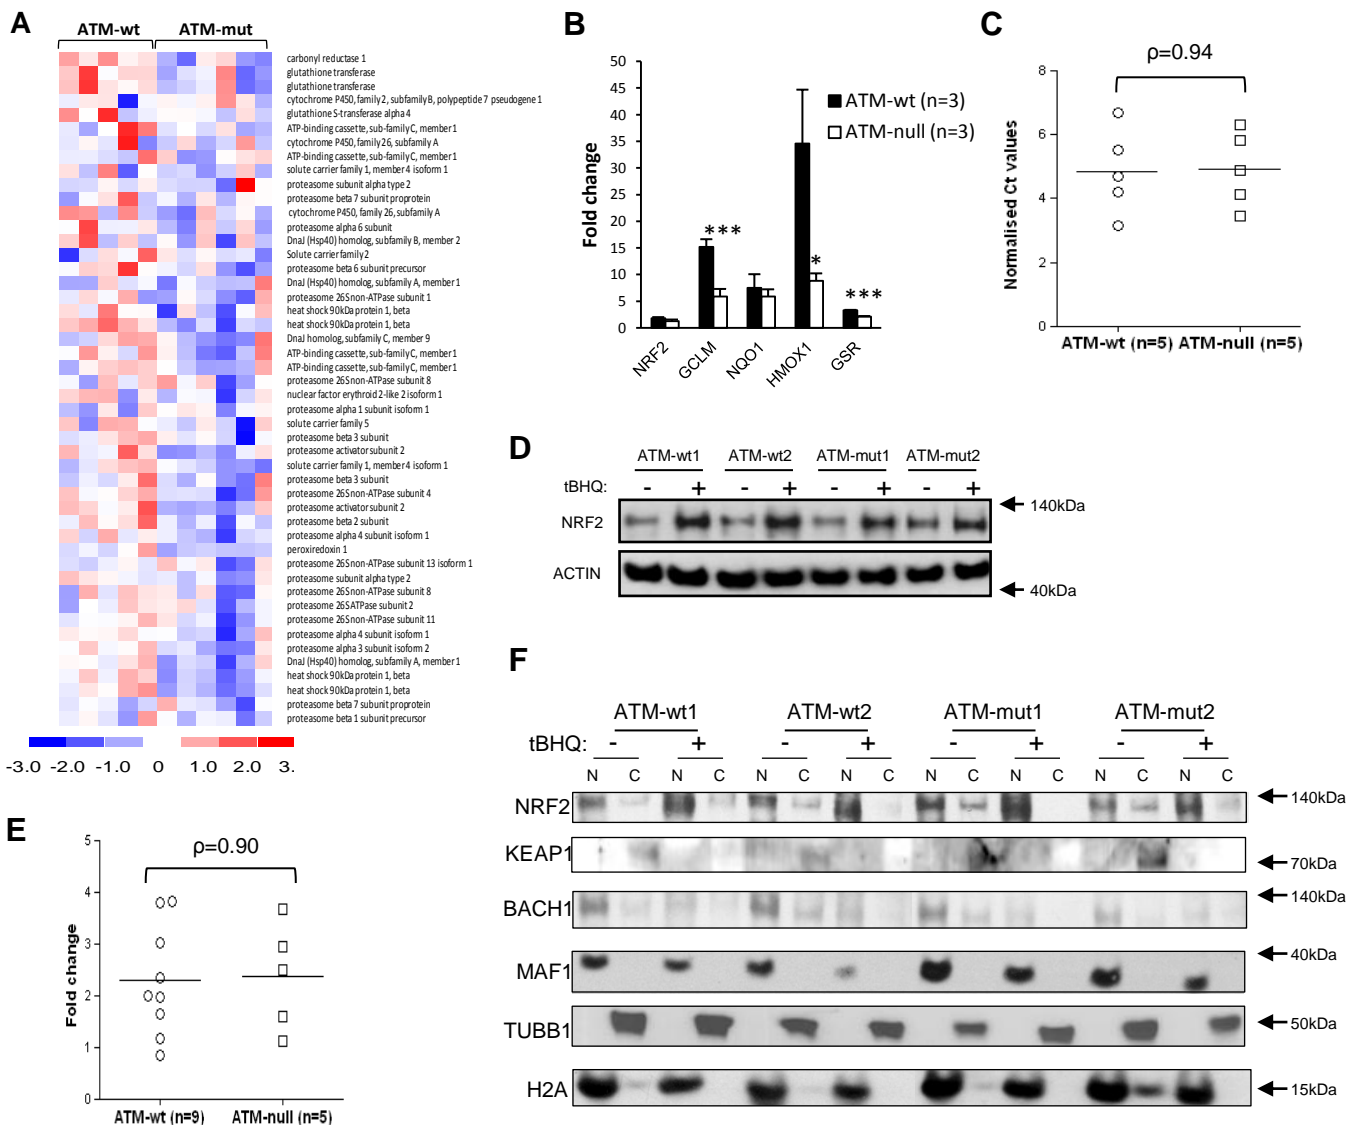 A
ATM-wt ATM-mut
carbonyl reductase 1
glutathione transferase
glutathione transferase
cytochrome P450, family 2, subfamily B, polypeptide 7 pseudogene 1
glutathione S-transferase alpha 4
ATP-binding cassette, sub-family C, member 1
cytochrome P450, family 26, subfamily A
ATP-binding cassette, sub-family C, member 1
solute carrier family 1, member 4 isoform 1
proteasome subunit alpha type 2
proteasome beta 7 subunit proprotein
cytochrome P450, family 26, subfamily A
proteasome alpha 6 subunit
DnaJ (Hsp40) homolog, subfamily B, member 2
Solute carrier family 2
proteasome beta 6 subunit precursor
DnaJ (Hsp40) homolog, subfamily A, member 1
proteasome 26S non-ATPase subunit 1
heat shock 90kDa protein 1, beta
heat shock 90kDa protein 1, beta
DnaJ homolog, subfamily C, member 9
ATP-binding cassette, sub-family C, member 1
ATP-binding cassette, sub-family C, member 1
proteasome 26S non-ATPase subunit 8
nuclear factor erythroid 2-like 2 isoform 1
proteasome alpha 1 subunit isoform 1
solute carrier family 5
proteasome beta 3 subunit
proteasome activator subunit 2
solute carrier family 1, member 4 isoform 1
proteasome beta 3 subunit
proteasome 26S non-ATPase subunit 4
proteasome activator subunit 2
proteasome beta 2 subunit
proteasome alpha 4 subunit isoform 1
peroxiredoxin 1
proteasome 26S non-ATPase subunit 13 isoform 1
proteasome subunit alpha type 2
proteasome 26S non-ATPase subunit 8
proteasome 26S ATPase subunit 2
proteasome 26S non-ATPase subunit 11
proteasome alpha 4 subunit isoform 1
proteasome alpha 3 subunit isoform 2
DnaJ (Hsp40) homolog, subfamily A, member 1
heat shock 90kDa protein 1, beta
heat shock 90kDa protein 1, beta
proteasome beta 7 subunit proprotein
proteasome beta 1 subunit precursor
-3.0 -2.0 -1.0 0 1.0 2.0 3.
B
Fold change
50
45
40
35
30
25
20
15
10
5
0
ATM-wt (n=3)
ATM-null (n=3)
***
*
***
NRF2 GCLM NQO1 HMOX1 GSR
C
ρ=0.94
Normalised Ct values
8
6
4
2
0
ATM-wt (n=5) ATM-null (n=5)
D
ATM-wt1 ATM-wt2 ATM-mut1 ATM-mut2
tBHQ: - + - + - + - +
NRF2
140kDa
ACTIN
40kDa
E
ρ=0.90
Fold change
5
4
3
2
1
0
ATM-wt (n=9) ATM-null (n=5)
F
ATM-wt1 ATM-wt2 ATM-mut1 ATM-mut2
tBHQ: - + - + - + - +
N C N C N C N C N C N C N C N C
NRF2 140kDa
KEAP1 70kDa
BACH1 140kDa
MAF1 40kDa
TUBB1 50kDa
H2A 15kDa